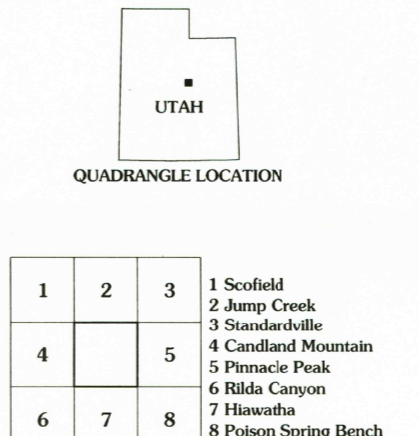 UTAH
QUADRANGLE LOCATION
1 2 3
4 5
6 7 8
1 Scofield
2 Jump Creek
3 Standardville
4 Candland Mountain
5 Pinnacle Peak
6 Rilda Canyon
7 Hiawatha
8 Poison Spring Bench